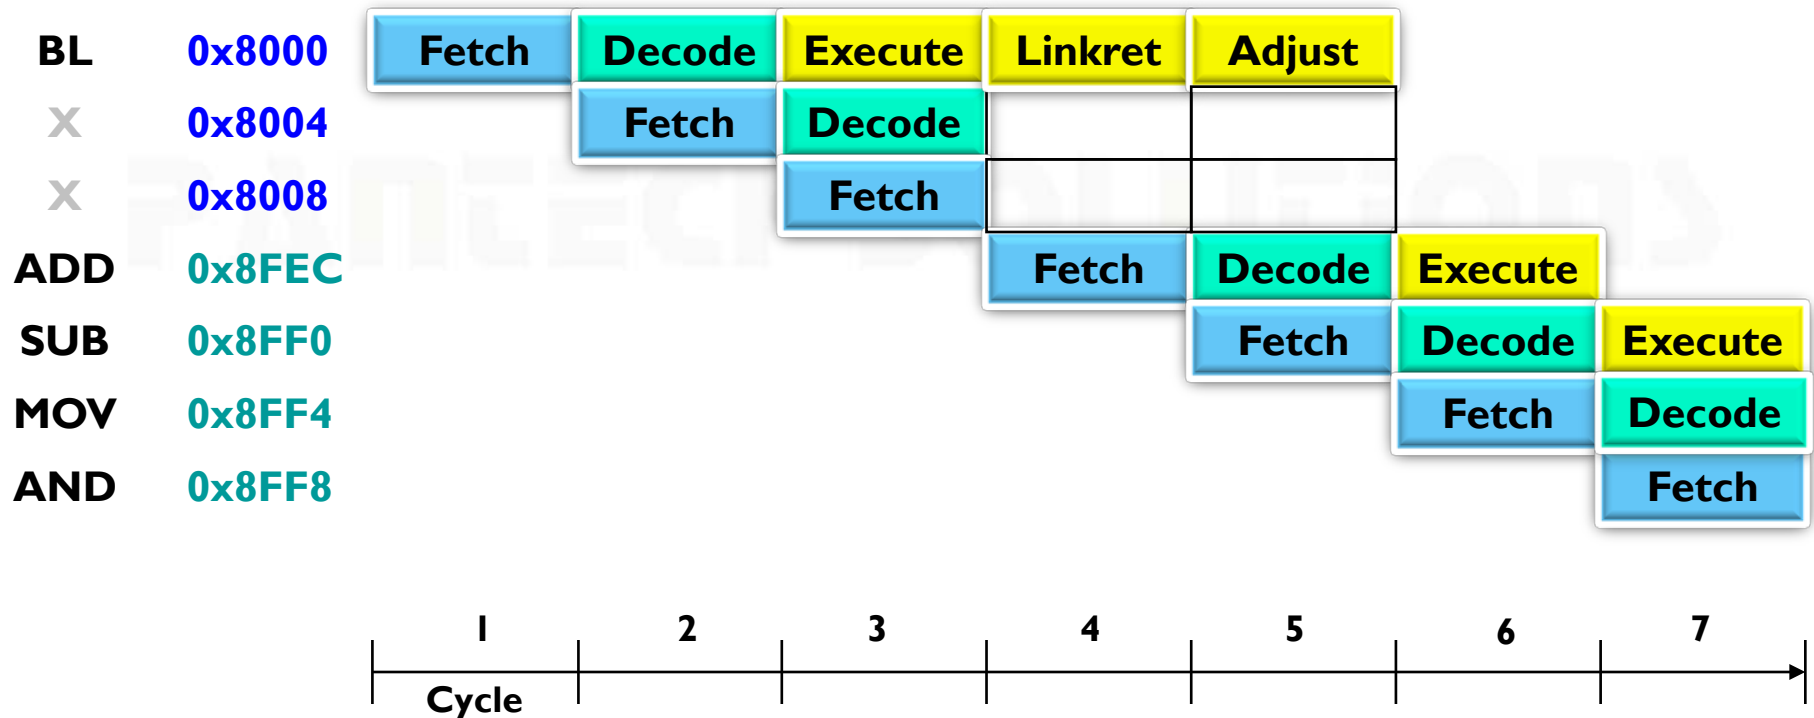 BL 0x8000 Fetch Decode Execute Linkret Adjust
X 0x8004 Fetch Decode
X 0x8008 Fetch
ADD 0x8FEC Fetch Decode Execute
SUB 0x8FF0 Fetch Decode Execute
MOV 0x8FF4 Fetch Decode
AND 0x8FF8 Fetch
1 2 3 4 5 6 7
Cycle